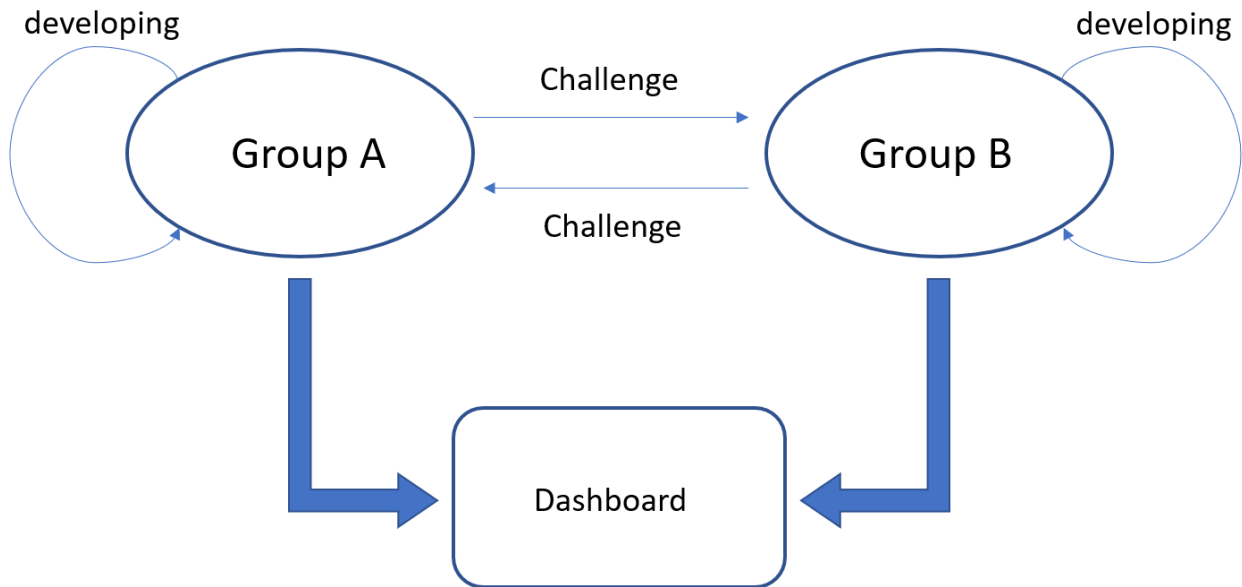 developing
developing
Challenge
Group A
Group B
Challenge
Dashboard